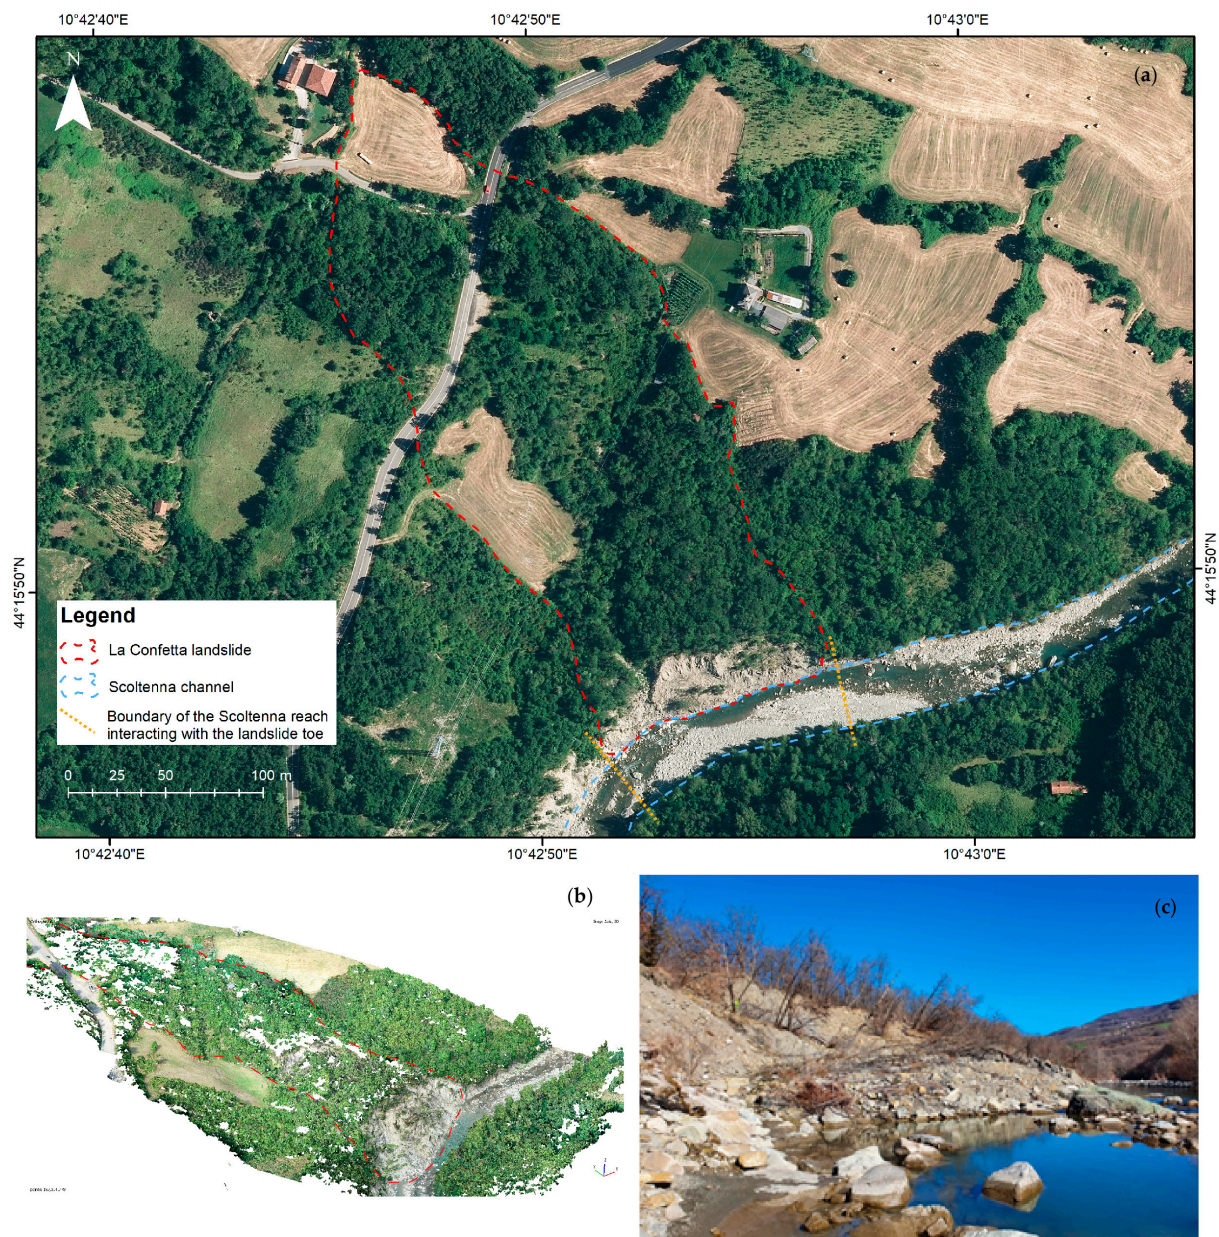 10°42'40"E
10°42'50"E
10°43'0"E
(a)
N
44°15'50"N
44°15'50"N
Legend
La Confetta landslide
Scoltenna channel
Boundary of the Scoltenna reach
interacting with the landslide toe
0 25 50 100 m
10°42'40"E
10°42'50"E
10°43'0"E
(b)
(c)